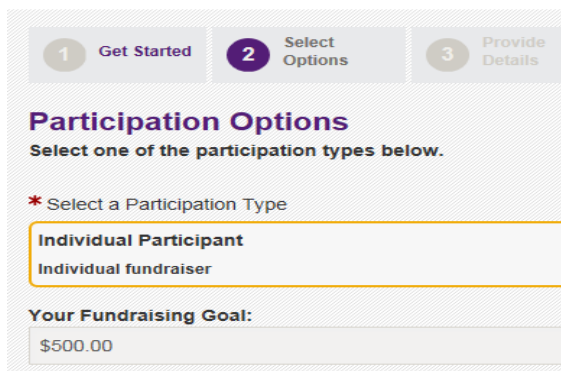 1 Get Started
2 Select Options
3 Provide Details
Participation Options
Select one of the participation types below.
* Select a Participation Type
Individual Participant
Individual fundraiser
Your Fundraising Goal:
$500.00